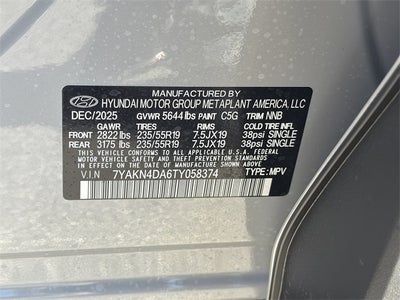 MANUFACTURED BY
HYUNDAI MOTOR GROUP METAPLANT AMERICA, LLC
DEC/2025 GVWR 5644 lbs PAINT C5G TRIM NNB
GAWR TIRES RIMS COLD INFLATION
FRONT 2822 lbs 235/55R19 7.5JX19 38psi SINGLE
REAR 3175 lbs 235/55R19 7.5JX19 38psi SINGLE
THIS VEHICLE CONFORMS TO ALL APPLICABLE U.S. FEDERAL MOTOR VEHICLE
SAFETY AND THEFT PREVENTION STANDARDS IN EFFECT ON
THE DATE OF MANUFACTURE SHOWN ABOVE.
V.I.N 7YAKN4DA6TY058374 TYPE: MPV